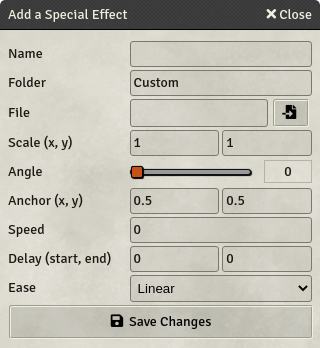 Add a Special Effect Close
Name
Folder Custom
File
Scale (x, y) 1 1
Angle 0
Anchor (x, y) 0.5 0.5
Speed 0
Delay (start, end) 0 0
Ease Linear
Save Changes